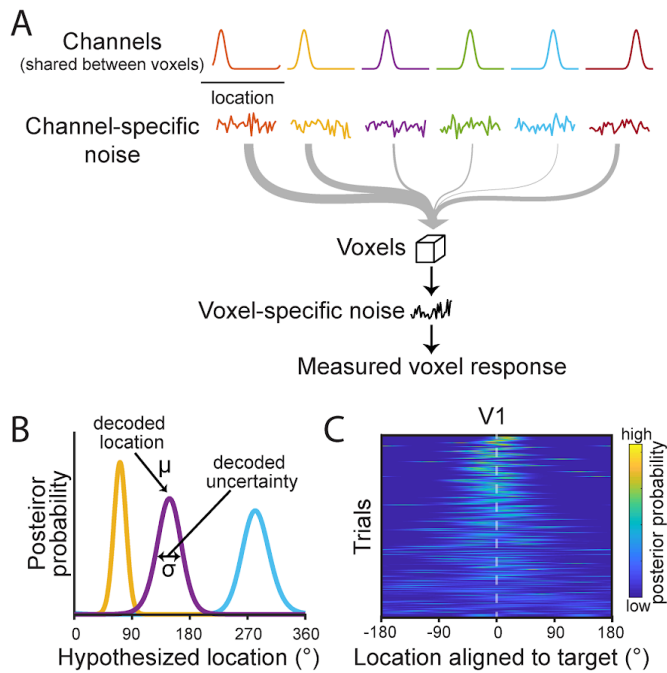 A
Channels
(shared between voxels)
location
Channel-specific
noise
Voxels
Voxel-specific noise
Measured voxel response
B
decoded
location
μ
decoded
uncertainty
σ
Posteriror
probability
0 90 180 270 360
Hypothesized location (°)
C
V1
Trials
-180 -90 0 90 180
Location aligned to target (°)
high
low
posterior probability